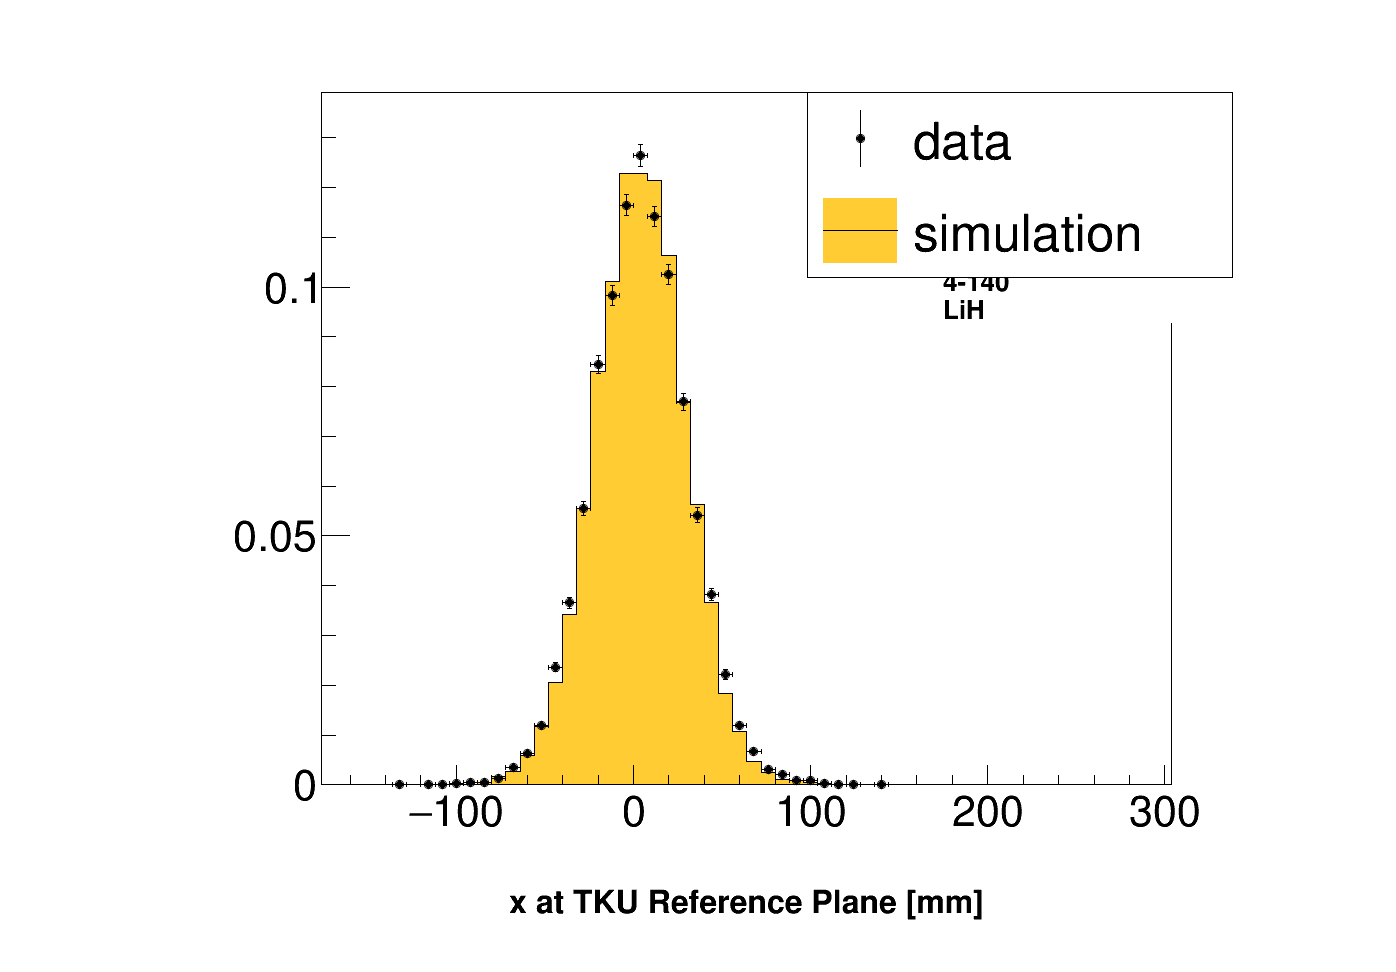 data
simulation
4-140
LiH
0.1
0.05
0
−100
0
100
200
300
x at TKU Reference Plane [mm]